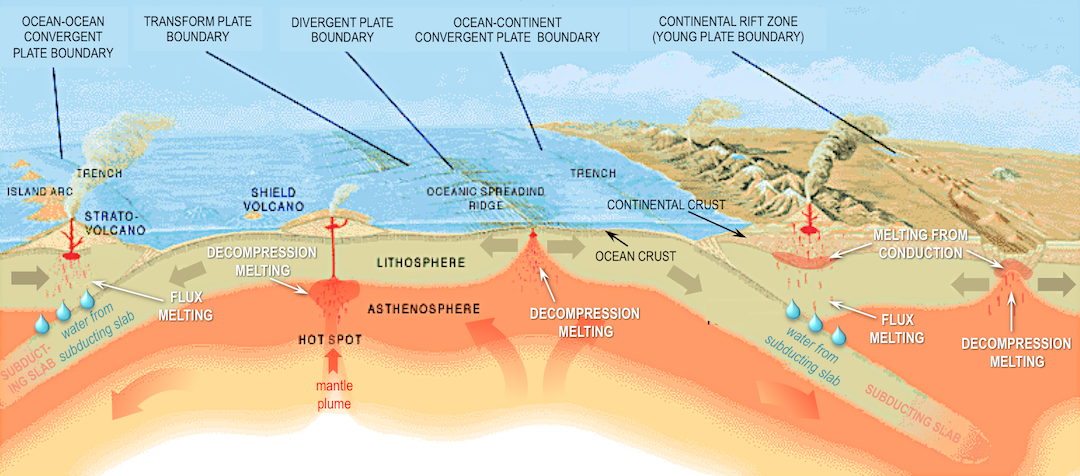 OCEAN-OCEAN
CONVERGENT
PLATE BOUNDARY
TRANSFORM PLATE
BOUNDARY
DIVERGENT PLATE
BOUNDARY
OCEAN-CONTINENT
CONVERGENT PLATE BOUNDARY
CONTINENTAL RIFT ZONE
(YOUNG PLATE BOUNDARY)
TRENCH
ISLAND ARC
STRATO-
VOLCANO
SHIELD
VOLCANO
OCEANIC SPREADIND
RIDGE
TRENCH
CONTINENTAL CRUST
OCEAN CRUST
DECOMPRESSION
MELTING
LITHOSPHERE
MELTING FROM
CONDUCTION
FLUX
MELTING
ASTHENOSPHERE
DECOMPRESSION
MELTING
FLUX
MELTING
DECOMPRESSION
MELTING
HOT SPOT
water from
subducting slab
water from
subducting slab
SUBDUCT-
ING SLAB
SUBDUCTING SLAB
mantle
plume